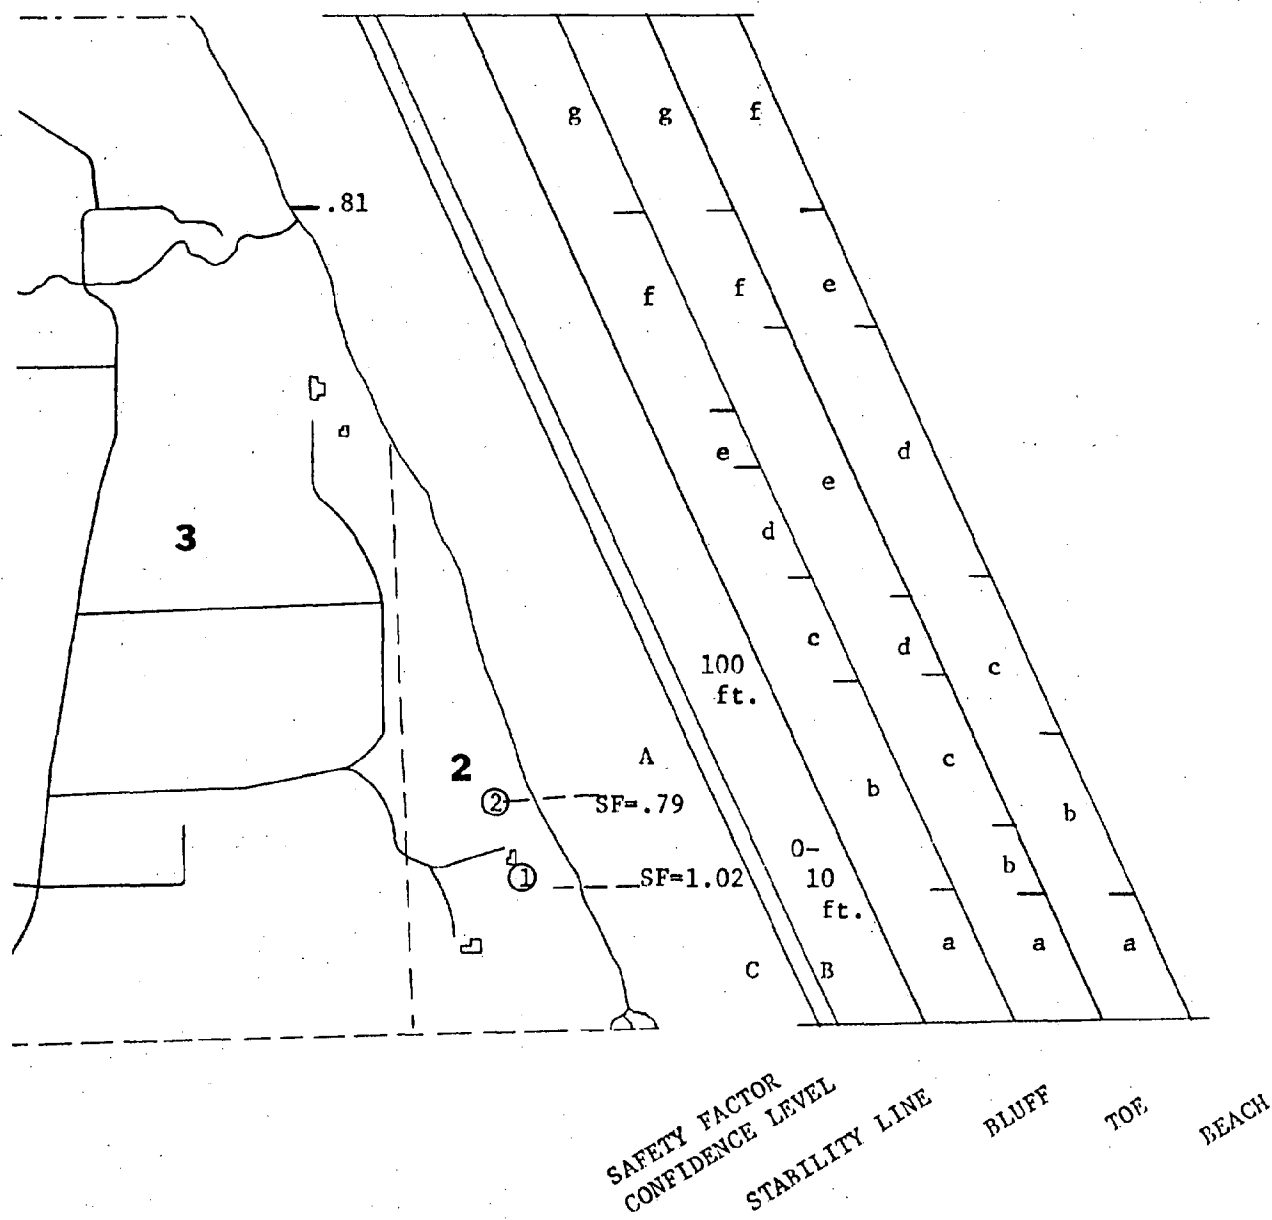 g g f
.81
f f e
e e d
3
d
c d c
100
ft.
A
2 c
② SF=.79 b b
0-
① SF=1.02 10 b
ft.
a a a
C B
SAFETY FACTOR
CONFIDENCE LEVEL
STABILITY LINE
BLUFF
TOE
BEACH